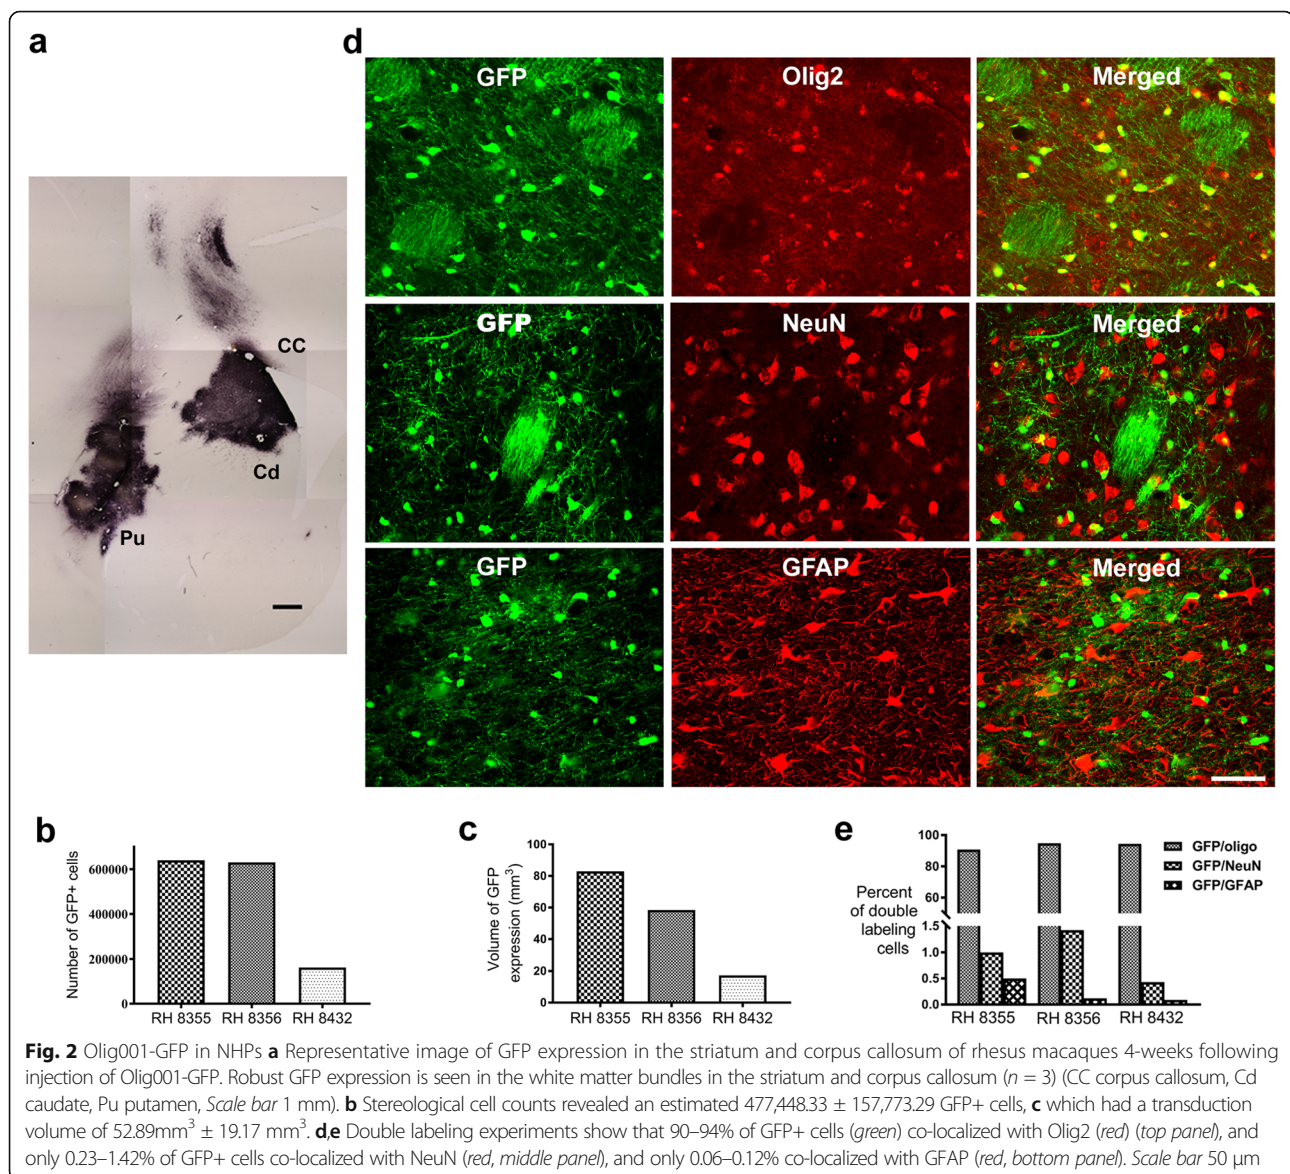 a
d
GFP
Olig2
Merged
GFP
NeuN
Merged
GFP
GFAP
Merged
CC
Cd
Pu
b
Number of GFP+ cells
600000
400000
200000
0
RH 8355 RH 8356 RH 8432
c
Volume of GFP
expression (mm³)
100
80
60
40
20
0
RH 8355 RH 8356 RH 8432
e
Percent
of double
labeling
cells
100
80
60
1.5
1.0
0.5
0.0
RH 8355 RH 8356 RH 8432
GFP/oligo
GFP/NeuN
GFP/GFAP
Fig. 2 Olig001-GFP in NHPs a Representative image of GFP expression in the striatum and corpus callosum of rhesus macaques 4-weeks following
injection of Olig001-GFP. Robust GFP expression is seen in the white matter bundles in the striatum and corpus callosum (n = 3) (CC corpus callosum, Cd
caudate, Pu putamen, Scale bar 1 mm). b Stereological cell counts revealed an estimated 477,448.33 ± 157,773.29 GFP+ cells, c which had a transduction
volume of 52.89mm³ ± 19.17 mm³. d,e Double labeling experiments show that 90–94% of GFP+ cells (green) co-localized with Olig2 (red) (top panel), and
only 0.23–1.42% of GFP+ cells co-localized with NeuN (red, middle panel), and only 0.06–0.12% co-localized with GFAP (red, bottom panel). Scale bar 50 μm